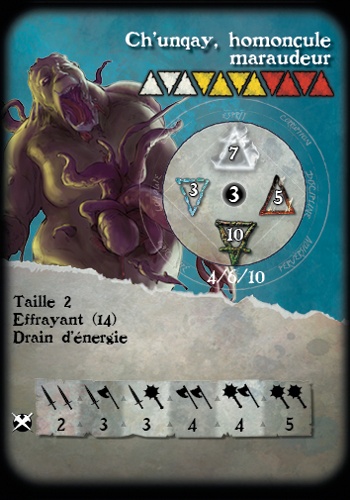 Ch'unqay, homoncule
maraudeur
7
3 3 5
10
4/6/10
Taille 2
Effrayant (14)
Drain d'énergie
2 3 3 4 4 5